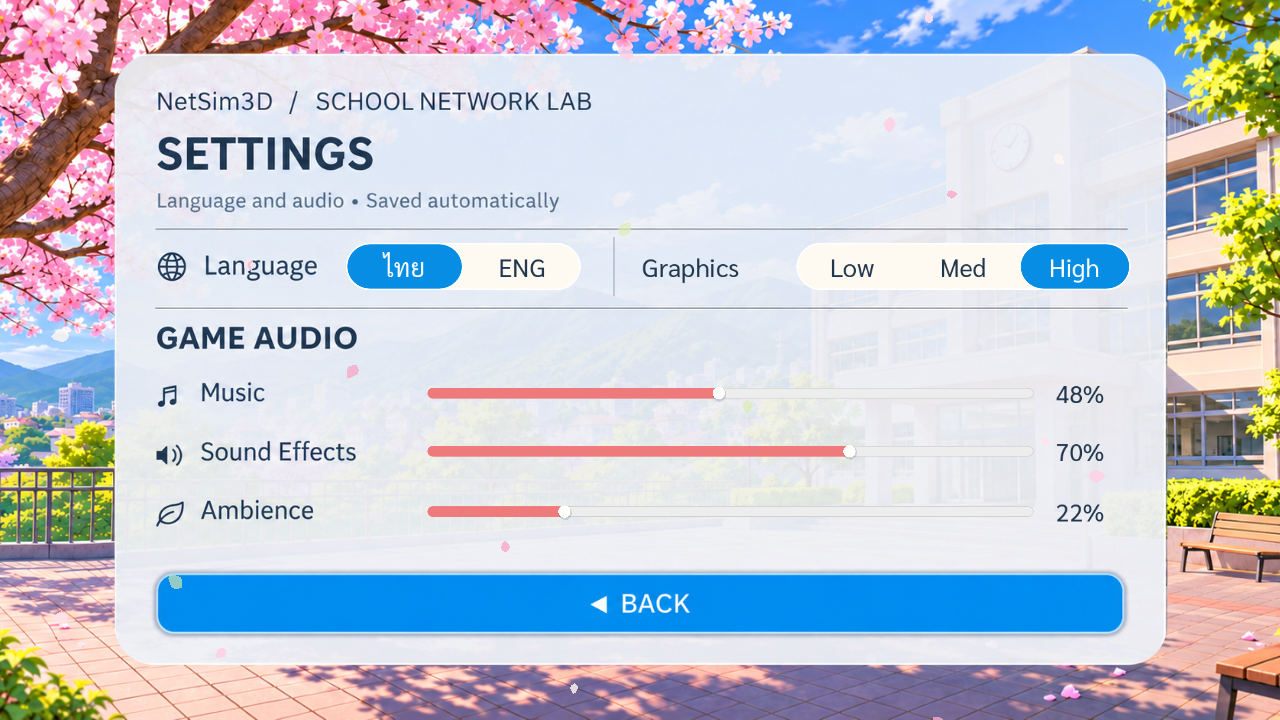 NetSim3D / SCHOOL NETWORK LAB
SETTINGS
Language and audio • Saved automatically
Language ไทย ENG Graphics Low Med High
GAME AUDIO
Music 48%
Sound Effects 70%
Ambience 22%
◀ BACK